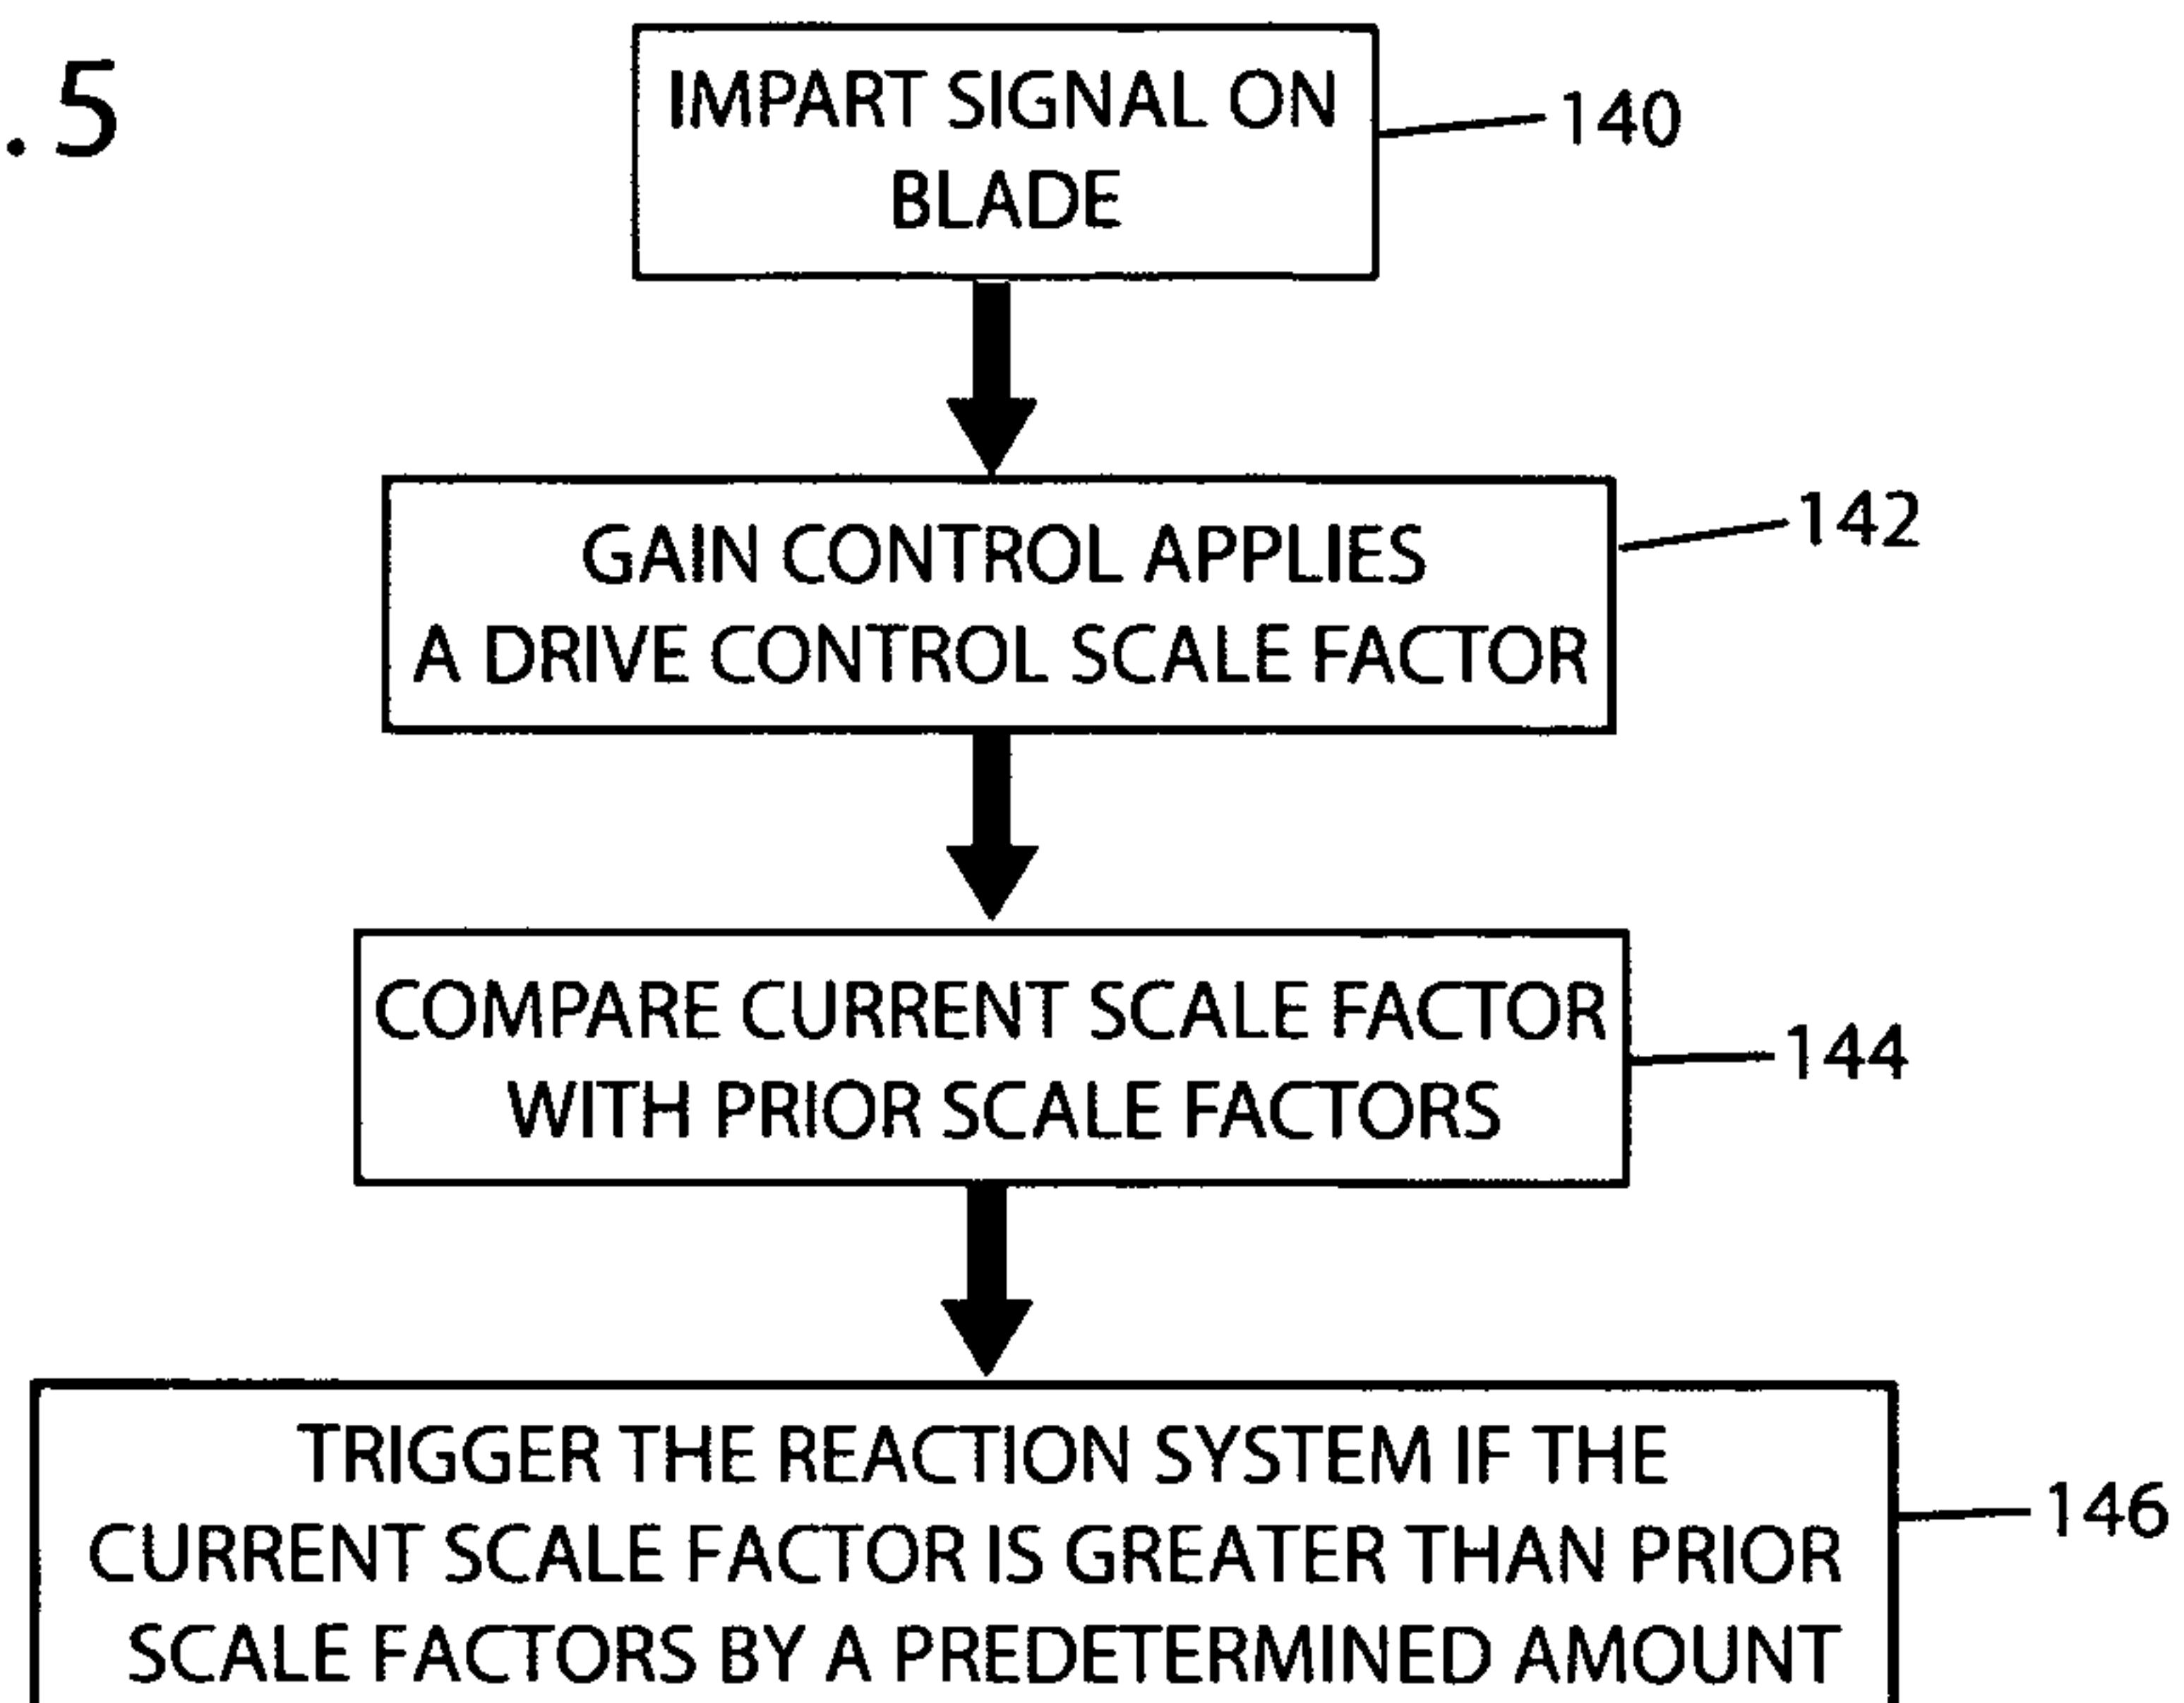 .5
IMPART SIGNAL ON
BLADE
140
GAIN CONTROL APPLIES
A DRIVE CONTROL SCALE FACTOR
142
COMPARE CURRENT SCALE FACTOR
WITH PRIOR SCALE FACTORS
144
TRIGGER THE REACTION SYSTEM IF THE
CURRENT SCALE FACTOR IS GREATER THAN PRIOR
SCALE FACTORS BY A PREDETERMINED AMOUNT
146